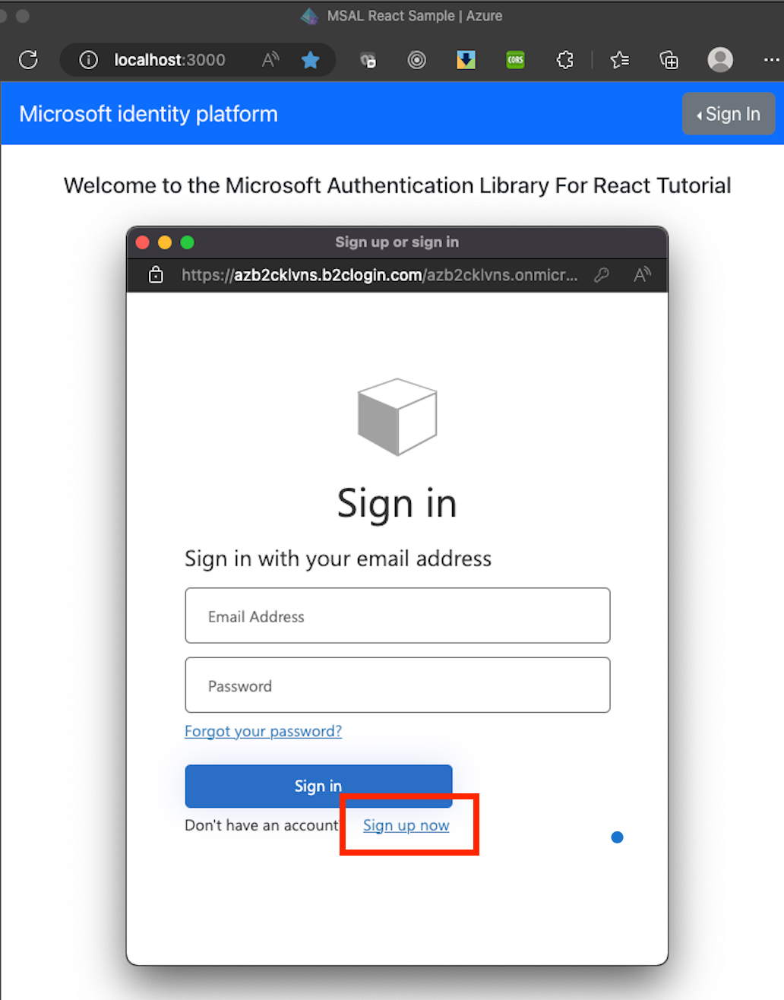 MSAL React Sample | Azure
localhost:3000
CORS
Microsoft identity platform
Sign In
Welcome to the Microsoft Authentication Library For React Tutorial
Sign up or sign in
https://azb2cklvns.b2clogin.com/azb2cklvns.onmicr...
Sign in
Sign in with your email address
Email Address
Password
Forgot your password?
Sign in
Don't have an account Sign up now